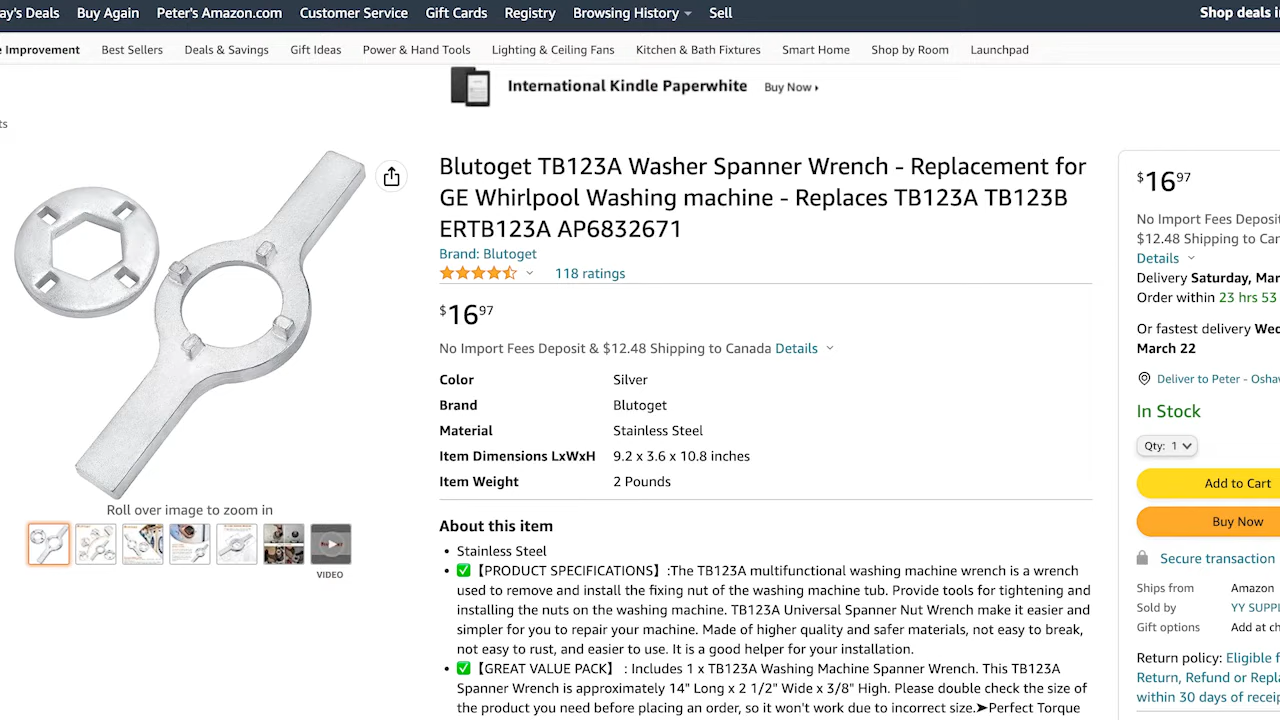 y's Deals Buy Again Peter's Amazon.com Customer Service Gift Cards Registry Browsing History Sell Shop deals i
e Improvement Best Sellers Deals & Savings Gift Ideas Power & Hand Tools Lighting & Ceiling Fans Kitchen & Bath Fixtures Smart Home Shop by Room Launchpad
International Kindle Paperwhite Buy Now
ts
Blutoget TB123A Washer Spanner Wrench - Replacement for
GE Whirlpool Washing machine - Replaces TB123A TB123B
ERTB123A AP6832671
Brand: Blutoget
118 ratings
$16 97
No Import Fees Deposit & $12.48 Shipping to Canada Details
Color Silver
Brand Blutoget
Material Stainless Steel
Item Dimensions LxWxH 9.2 x 3.6 x 10.8 inches
Item Weight 2 Pounds
Roll over image to zoom in
VIDEO
About this item
• Stainless Steel
• ✅【PRODUCT SPECIFICATIONS】:The TB123A multifunctional washing machine wrench is a wrench
used to remove and install the fixing nut of the washing machine tub. Provide tools for tightening and
installing the nuts on the washing machine. TB123A Universal Spanner Nut Wrench make it easier and
simpler for you to repair your machine. Made of higher quality and safer materials, not easy to break,
not easy to rust, and easier to use. It is a good helper for your installation.
• ✅【GREAT VALUE PACK】 : Includes 1 x TB123A Washing Machine Spanner Wrench. This TB123A
Spanner Wrench is approximately 14" Long x 2 1/2" Wide x 3/8" High. Please double check the size of
the product you need before placing an order, so it won't work due to incorrect size.➤Perfect Torque
$16 97
No Import Fees Deposit
$12.48 Shipping to Can
Details
Delivery Saturday, Mar
Order within 23 hrs 53
Or fastest delivery Wed
March 22
Deliver to Peter - Osha
In Stock
Qty: 1
Add to Cart
Buy Now
Secure transaction
Ships from Amazon
Sold by YY SUPPL
Gift options Add at ch
Return policy: Eligible f
Return, Refund or Repl
within 30 days of receip